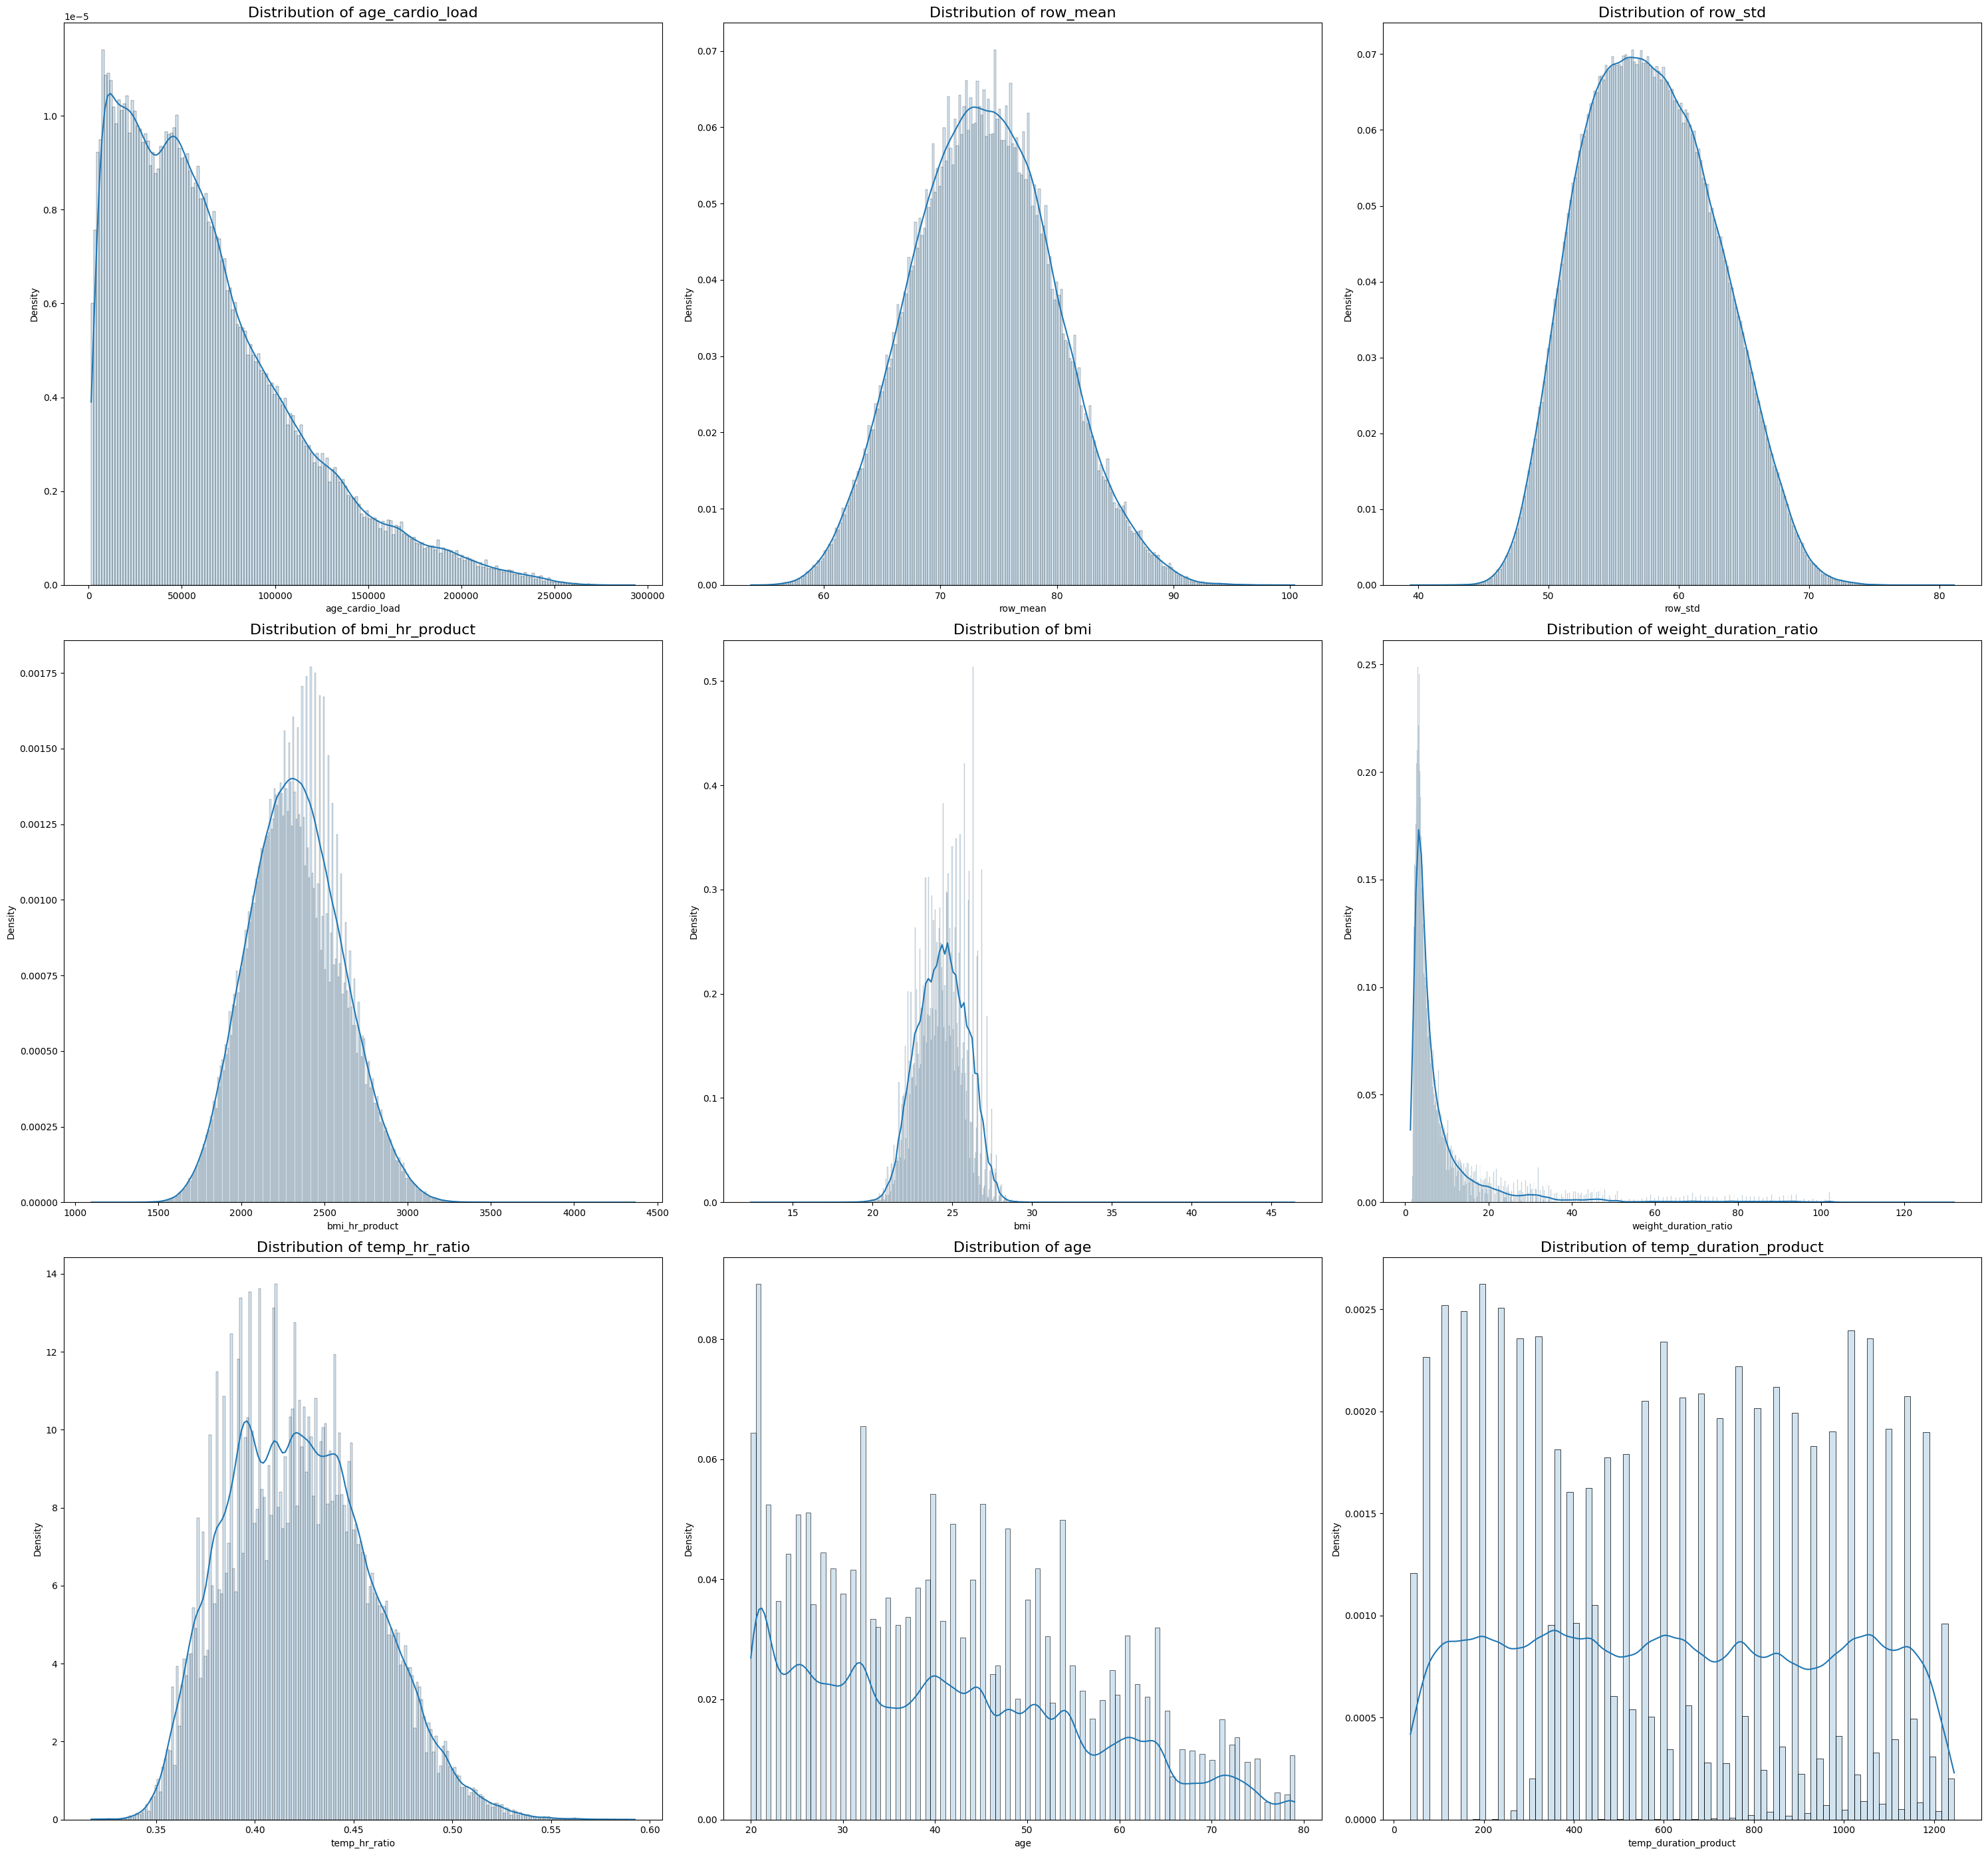 Distribution of age_cardio_load
1e−5
Density
1.0
0.8
0.6
0.4
0.2
0.0
0 50000 100000 150000 200000 250000 300000
age_cardio_load
Distribution of row_mean
Density
0.07
0.06
0.05
0.04
0.03
0.02
0.01
0.00
60 70 80 90 100
row_mean
Distribution of row_std
Density
0.07
0.06
0.05
0.04
0.03
0.02
0.01
0.00
40 50 60 70 80
row_std
Distribution of bmi_hr_product
Density
0.00175
0.00150
0.00125
0.00100
0.00075
0.00050
0.00025
0.00000
1000 1500 2000 2500 3000 3500 4000 4500
bmi_hr_product
Distribution of bmi
Density
0.5
0.4
0.3
0.2
0.1
0.0
15 20 25 30 35 40 45
bmi
Distribution of weight_duration_ratio
Density
0.25
0.20
0.15
0.10
0.05
0.00
0 20 40 60 80 100 120
weight_duration_ratio
Distribution of temp_hr_ratio
Density
14
12
10
8
6
4
2
0
0.35 0.40 0.45 0.50 0.55 0.60
temp_hr_ratio
Distribution of age
Density
0.08
0.06
0.04
0.02
0.00
20 30 40 50 60 70 80
age
Distribution of temp_duration_product
Density
0.0025
0.0020
0.0015
0.0010
0.0005
0.0000
0 200 400 600 800 1000 1200
temp_duration_product